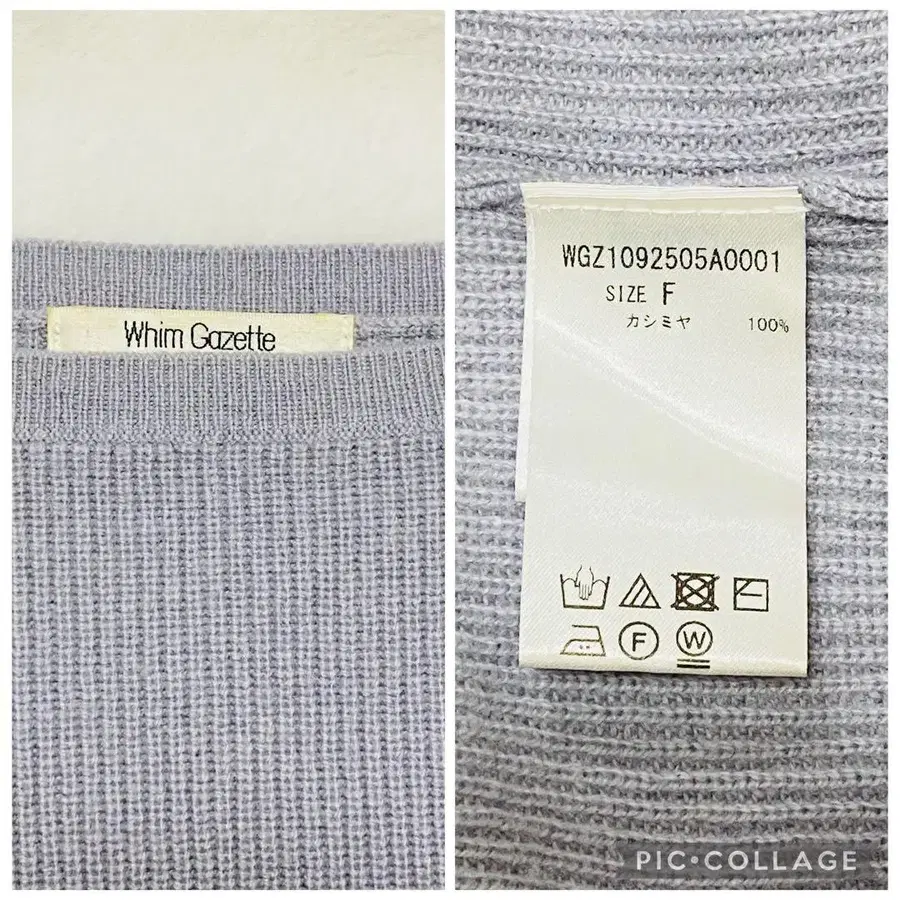 Whim Gazette
WGZ1092505A0001
SIZE F
カシミヤ 100%
F W
PIC•COLLAGE